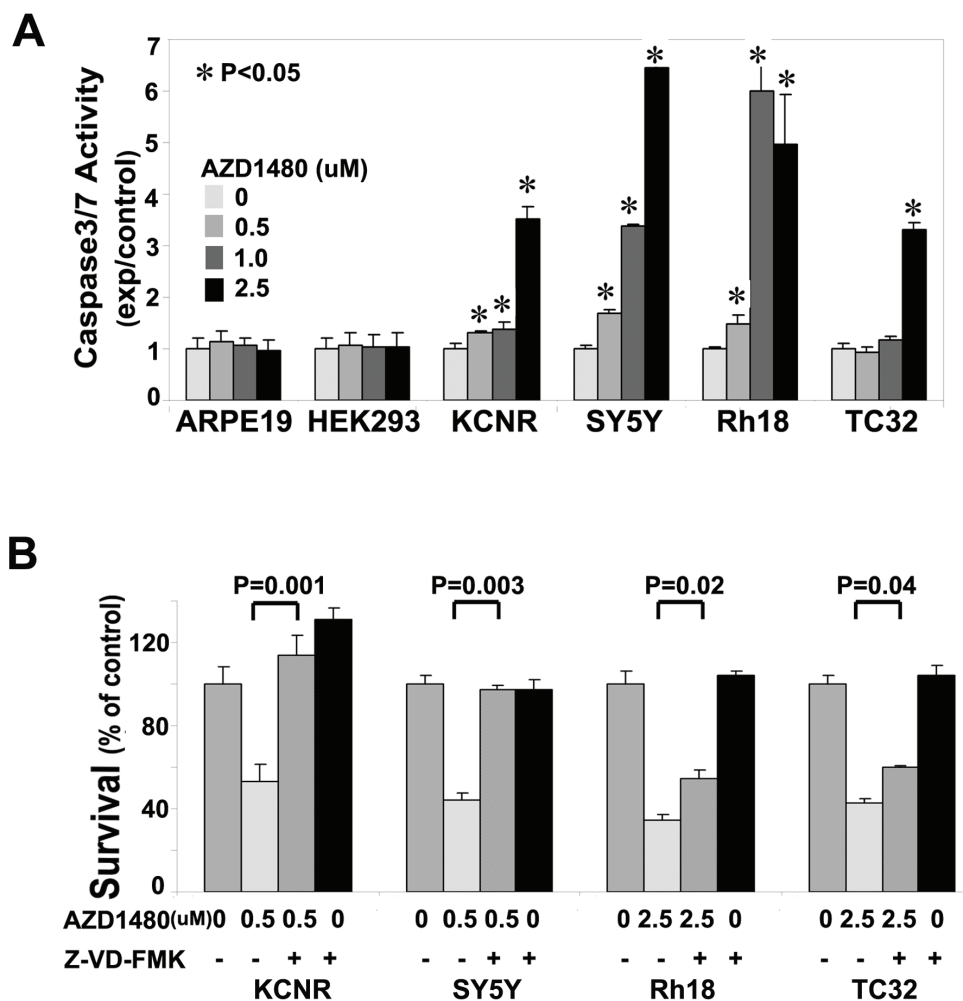 A
Caspase3/7 Activity
(exp/control)
7
6
5
4
3
2
1
0
* P<0.05
AZD1480 (uM)
0
0.5
1.0
2.5
* * *
* * *
* * *
*
ARPE19 HEK293 KCNR SY5Y Rh18 TC32
B
Survival (% of control)
120
80
40
0
P=0.001 P=0.003 P=0.02 P=0.04
AZD1480(uM) 0 0.5 0.5 0 0 0.5 0.5 0 0 2.5 2.5 0 0 2.5 2.5 0
Z-VD-FMK - - + + - - + + - - + + - - + +
KCNR SY5Y Rh18 TC32